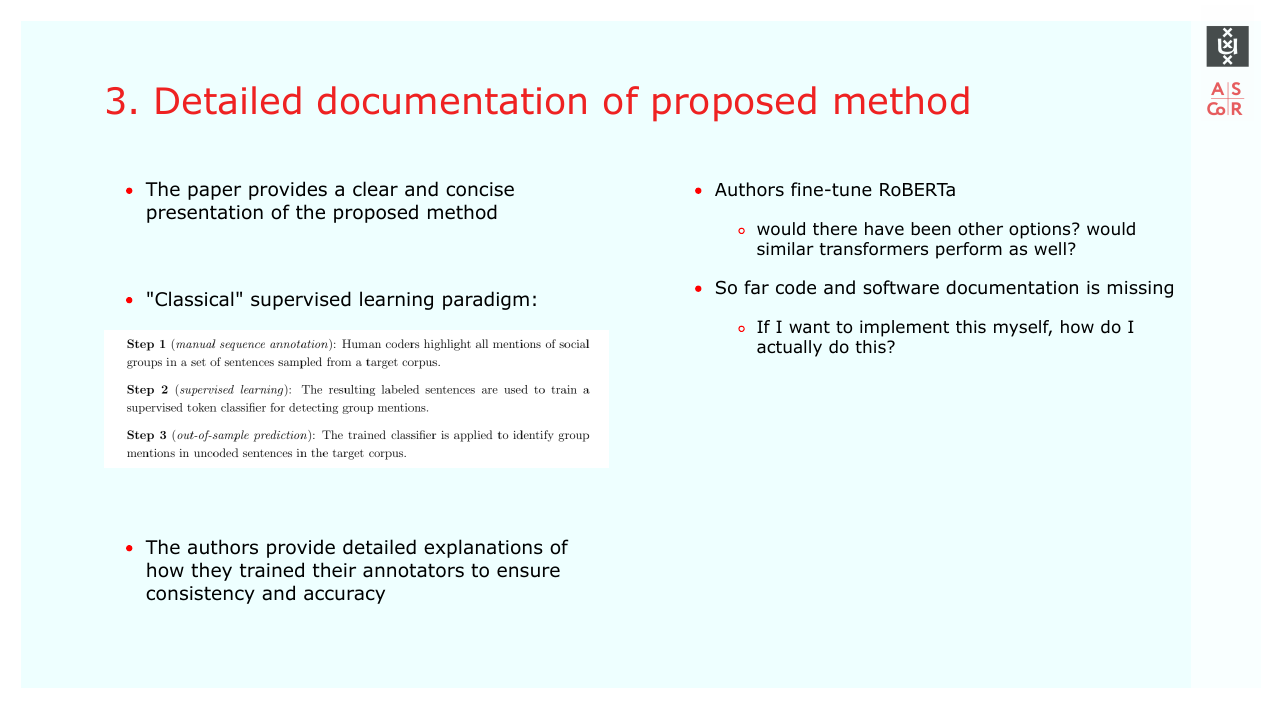 3. Detailed documentation of proposed method
The paper provides a clear and concise
presentation of the proposed method
"Classical" supervised learning paradigm:
Step 1 (manual sequence annotation): Human coders highlight all mentions of social
groups in a set of sentences sampled from a target corpus.
Step 2 (supervised learning): The resulting labeled sentences are used to train a
supervised token classifier for detecting group mentions.
Step 3 (out-of-sample prediction): The trained classifier is applied to identify group
mentions in uncoded sentences in the target corpus.
The authors provide detailed explanations of
how they trained their annotators to ensure
consistency and accuracy
Authors fine-tune RoBERTa
would there have been other options? would
similar transformers perform as well?
So far code and software documentation is missing
If I want to implement this myself, how do I
actually do this?
A S
Co R